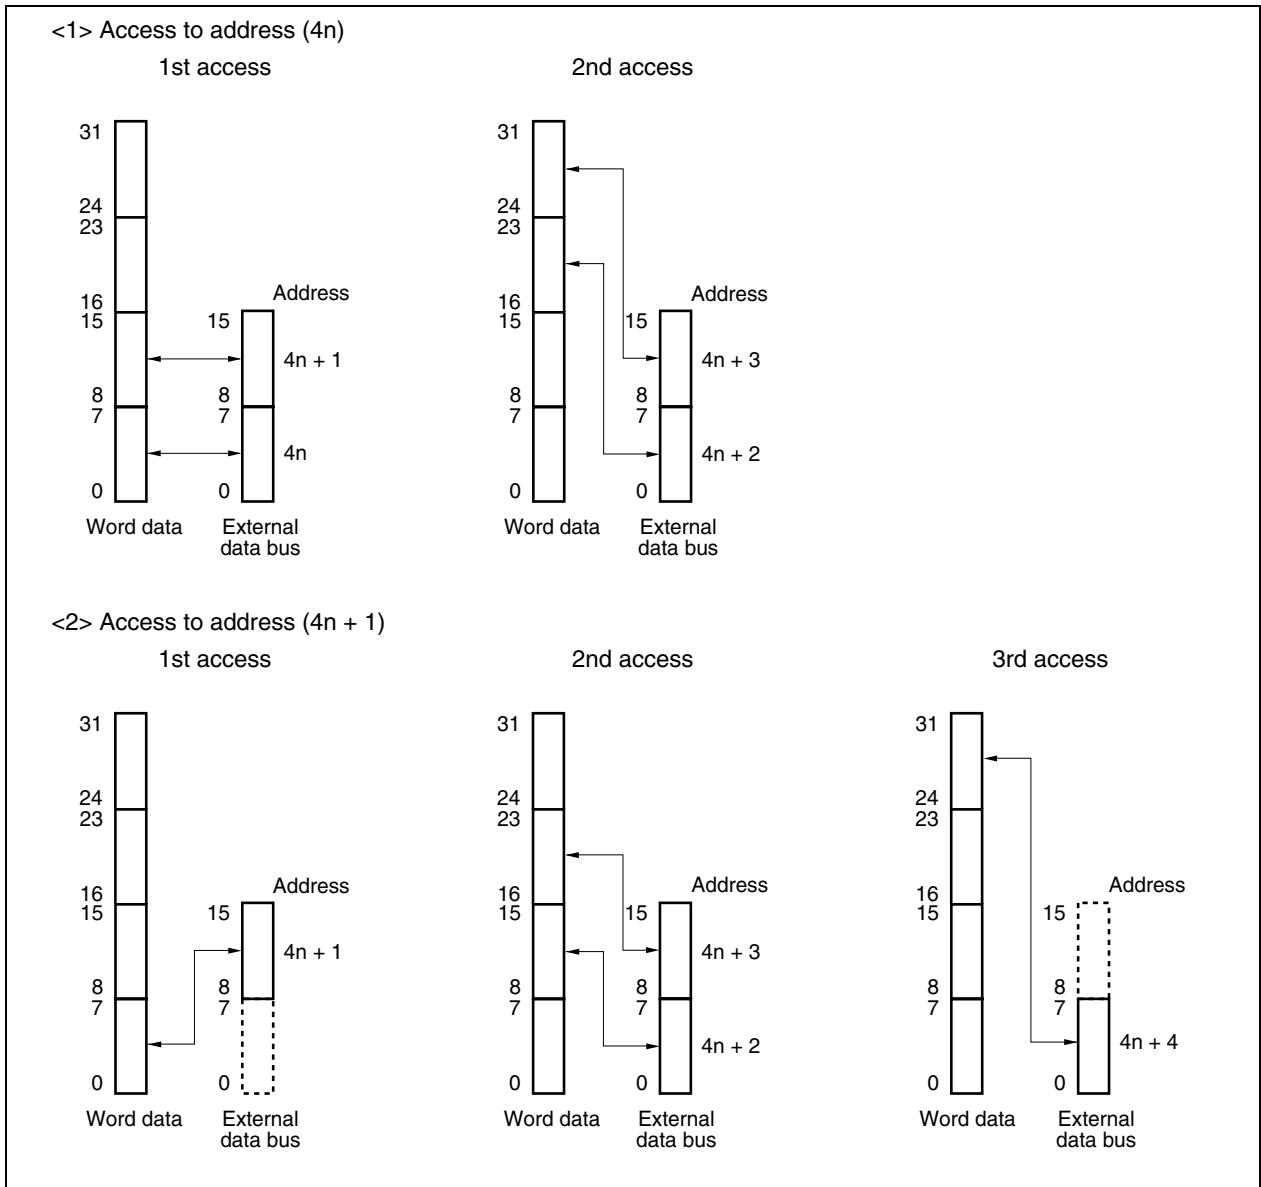 <1> Access to address (4n)
1st access
2nd access
31
24
23
16
15
8
7
0
Word data
Address
15
4n + 1
8
7
4n
0
External
data bus
31
24
23
16
15
8
7
0
Word data
Address
15
4n + 3
8
7
4n + 2
0
External
data bus
<2> Access to address (4n + 1)
1st access
2nd access
3rd access
31
24
23
16
15
8
7
0
Word data
Address
15
4n + 1
8
7
0
External
data bus
31
24
23
16
15
8
7
0
Word data
Address
15
4n + 3
8
7
4n + 2
0
External
data bus
31
24
23
16
15
8
7
0
Word data
Address
15
8
7
4n + 4
0
External
data bus